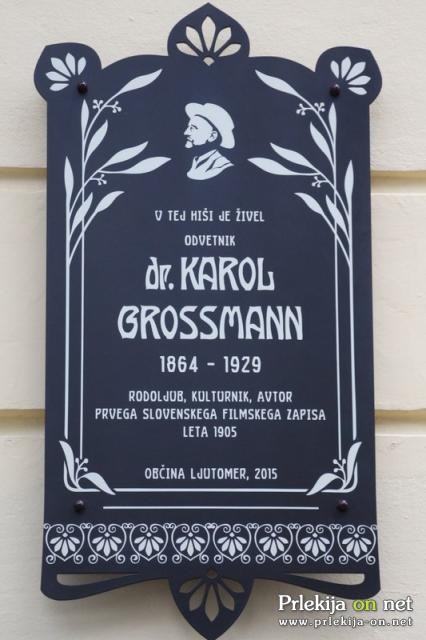 V TEJ HIŠI JE ŽIVEL
ODVETNIK
dr. KAROL
GROSSMANN
1864 - 1929
RODOLJUB, KULTURNIK, AVTOR
PRVEGA SLOVENSKEGA FILMSKEGA ZAPISA
LETA 1905
OBČINA LJUTOMER, 2015
Prlekija on net
www.prlekija-on.net